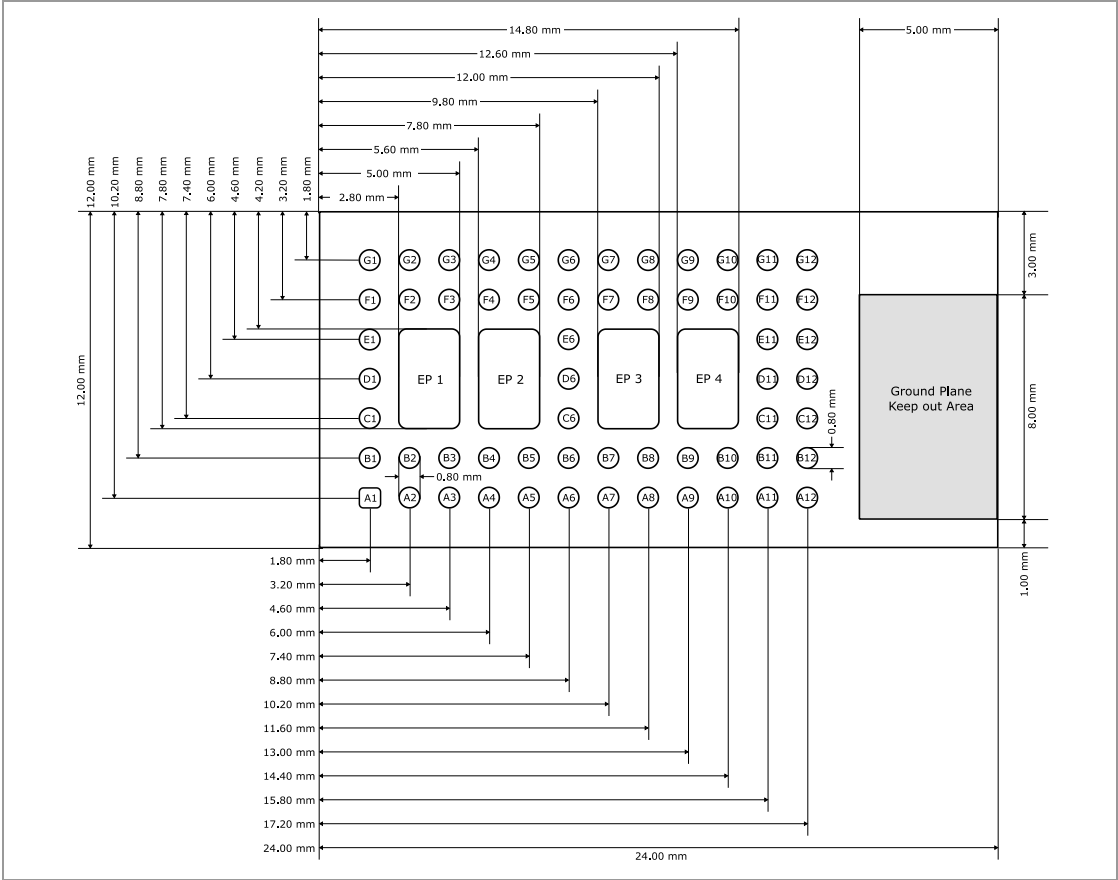 14.80 mm
5.00 mm
12.60 mm
12.00 mm
9.80 mm
7.80 mm
5.60 mm
5.00 mm
2.80 mm
12.00 mm
10.20 mm
8.80 mm
7.80 mm
7.40 mm
6.00 mm
4.60 mm
4.20 mm
3.20 mm
1.80 mm
12.00 mm
G1 G2 G3 G4 G5 G6 G7 G8 G9 G10 G11 G12
F1 F2 F3 F4 F5 F6 F7 F8 F9 F10 F11 F12
E1 E6 E11 E12
D1 EP 1 EP 2 D6 EP 3 EP 4 D11 D12
C1 C6 C11 C12
B1 B2 B3 B4 B5 B6 B7 B8 B9 B10 B11 B12
0.80 mm
A1 A2 A3 A4 A5 A6 A7 A8 A9 A10 A11 A12
0.80 mm
Ground Plane
Keep out Area
3.00 mm
8.00 mm
1.00 mm
1.80 mm
3.20 mm
4.60 mm
6.00 mm
7.40 mm
8.80 mm
10.20 mm
11.60 mm
13.00 mm
14.40 mm
15.80 mm
17.20 mm
24.00 mm
24.00 mm